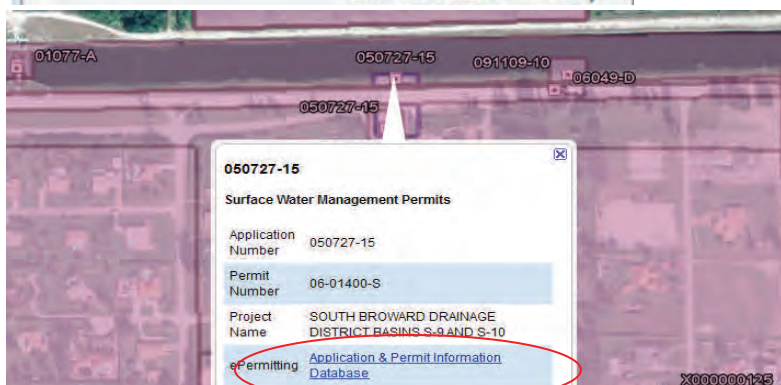 01077-A
050727-15
091109-10
06049-D
050727-15
050727-15
Surface Water Management Permits
Application
Number
050727-15
Permit
Number
06-01400-S
Project
Name
SOUTH BROWARD DRAINAGE
DISTRICT BASINS S-9 AND S-10
ePermitting
Application & Permit Information
Database
X000000125